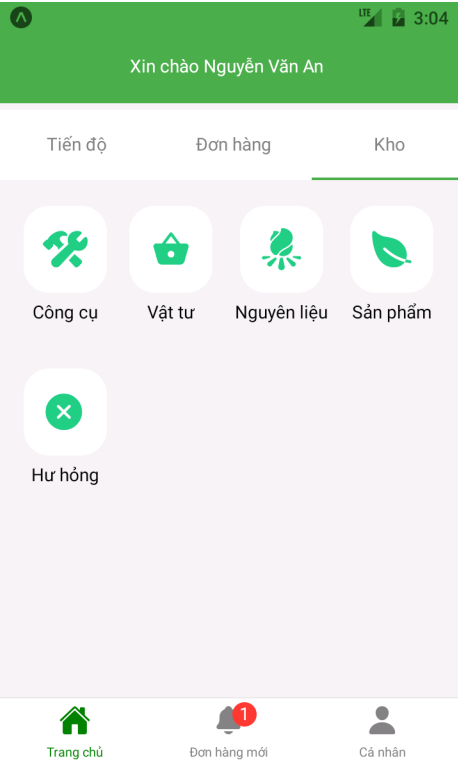 LTE 3:04
Xin chào Nguyễn Văn An
Tiến độ Đơn hàng Kho
Công cụ Vật tư Nguyên liệu Sản phẩm
Hư hỏng
1
Trang chủ Đơn hàng mới Cá nhân